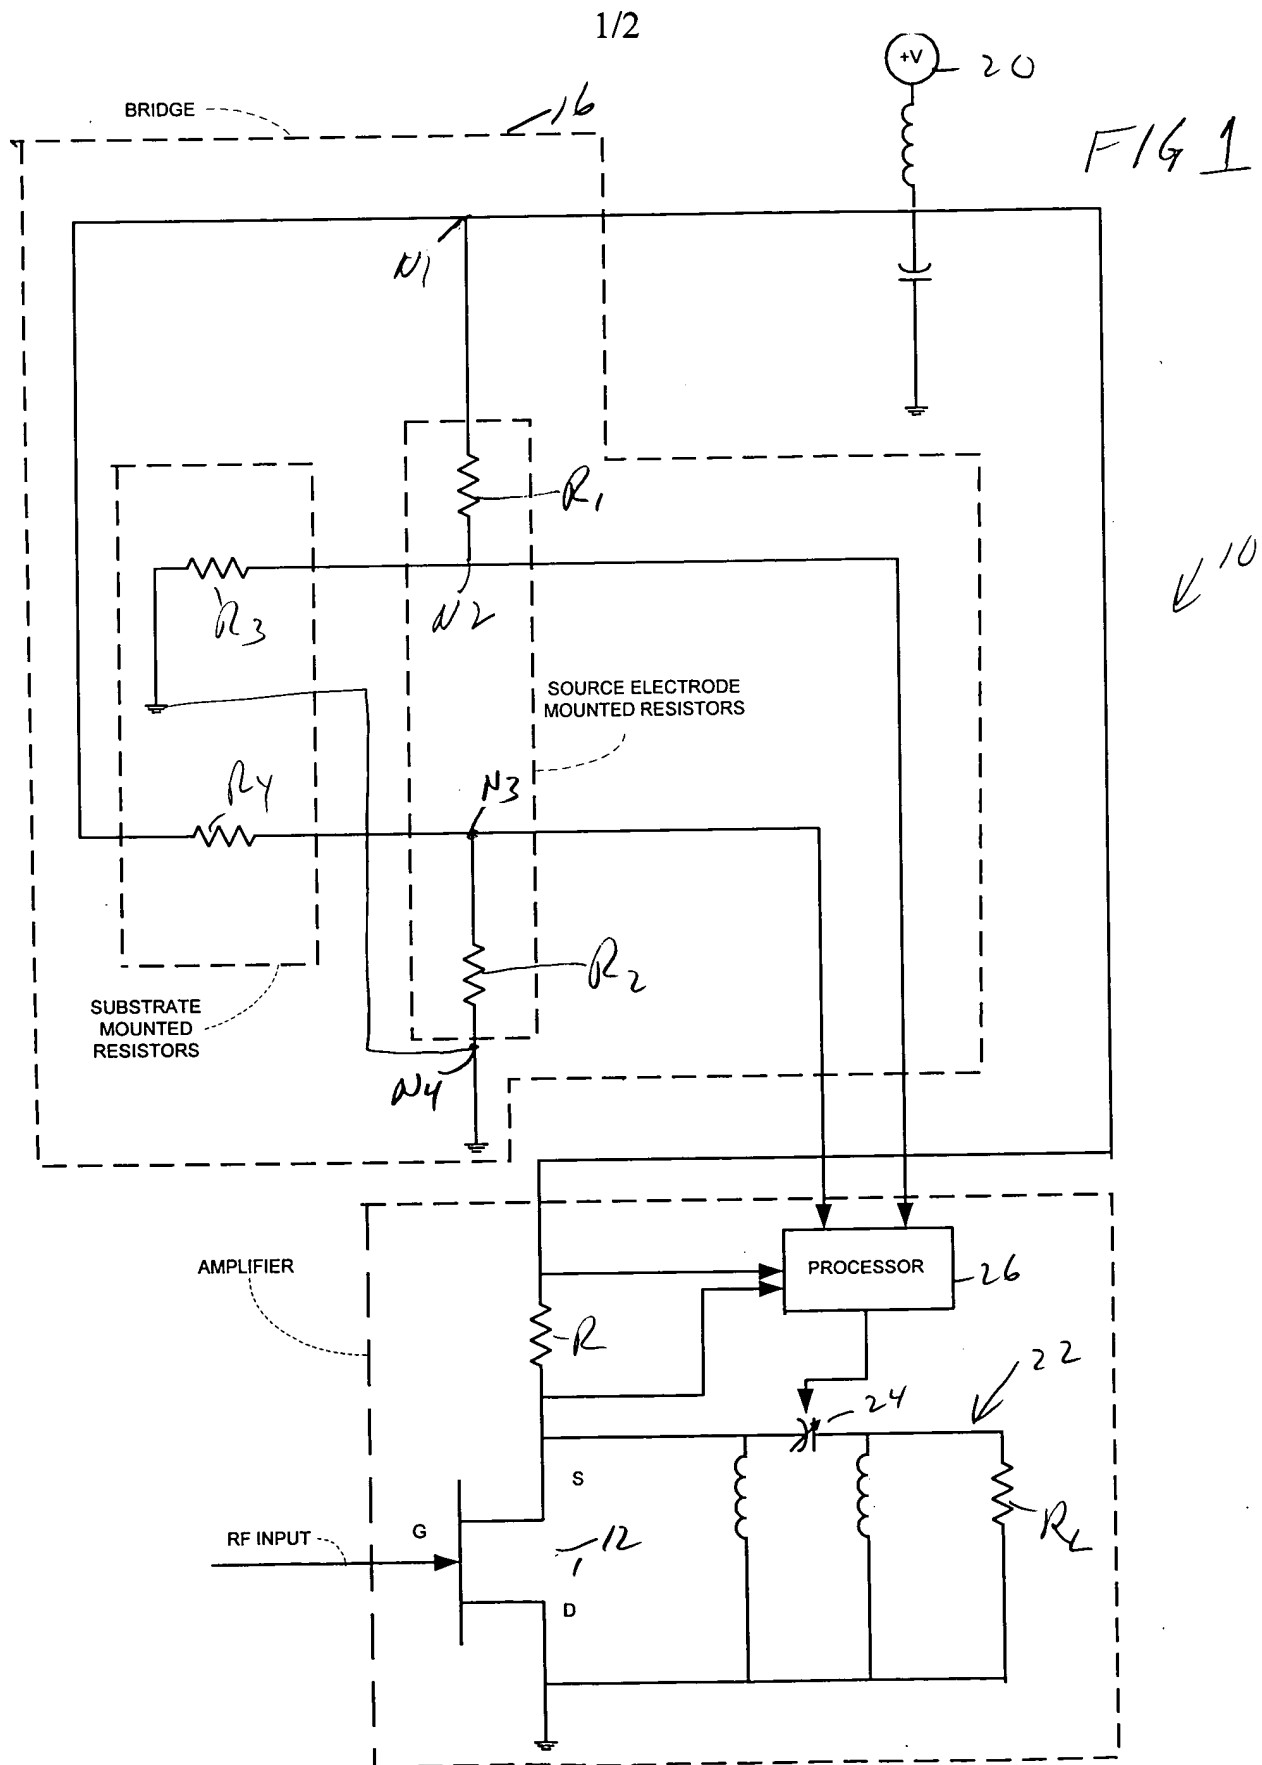 1/2
+V
20
BRIDGE
16
FIG 1
N1
R1
10
R3
N2
SOURCE ELECTRODE
MOUNTED RESISTORS
R4
N3
R2
SUBSTRATE
MOUNTED
RESISTORS
N4
AMPLIFIER
PROCESSOR
26
R
22
24
S
RF INPUT
G
12
RL
D